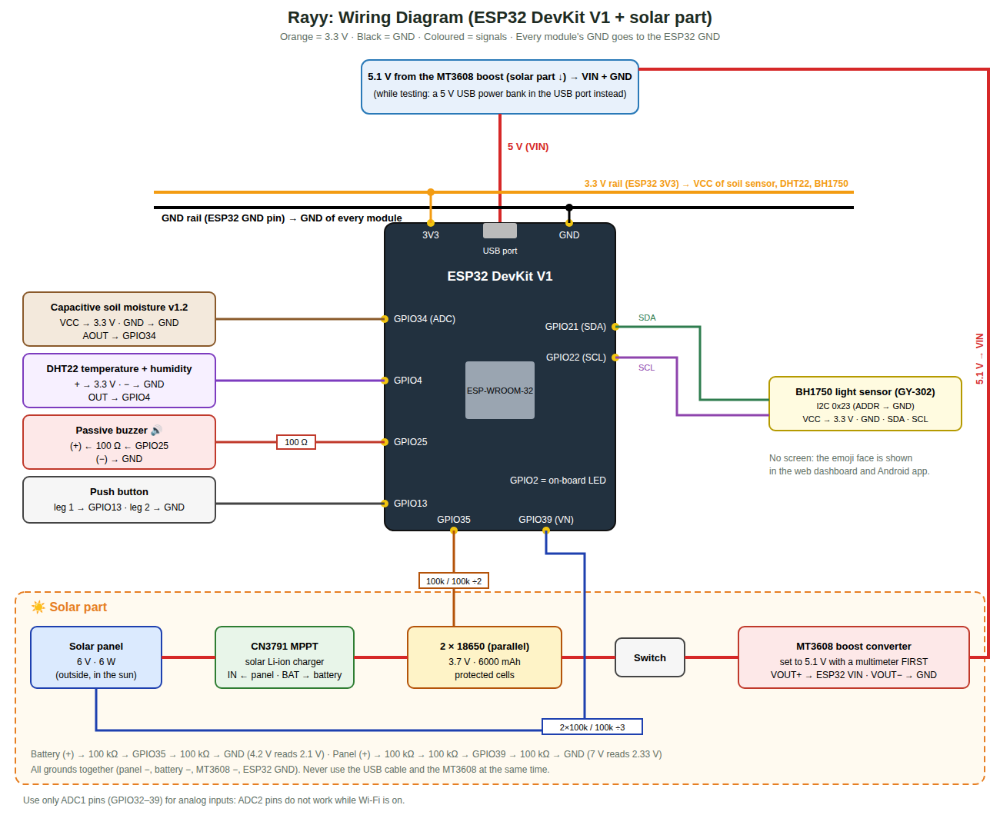 Rayy: Wiring Diagram (ESP32 DevKit V1 + solar part)
Orange = 3.3 V · Black = GND · Coloured = signals · Every module's GND goes to the ESP32 GND
5.1 V from the MT3608 boost (solar part ↓) → VIN + GND
(while testing: a 5 V USB power bank in the USB port instead)
5 V (VIN)
3.3 V rail (ESP32 3V3) → VCC of soil sensor, DHT22, BH1750
GND rail (ESP32 GND pin) → GND of every module
3V3
GND
USB port
ESP32 DevKit V1
Capacitive soil moisture v1.2
VCC → 3.3 V · GND → GND
AOUT → GPIO34
GPIO34 (ADC)
GPIO21 (SDA)
SDA
GPIO22 (SCL)
SCL
5.1 V → VIN
DHT22 temperature + humidity
+ → 3.3 V · − → GND
OUT → GPIO4
GPIO4
ESP-WROOM-32
BH1750 light sensor (GY-302)
I2C 0x23 (ADDR → GND)
VCC → 3.3 V · GND · SDA · SCL
Passive buzzer 🔊
(+) ← 100 Ω ← GPIO25
(−) → GND
100 Ω
GPIO25
No screen: the emoji face is shown
in the web dashboard and Android app.
GPIO2 = on-board LED
Push button
leg 1 → GPIO13 · leg 2 → GND
GPIO13
GPIO35
GPIO39 (VN)
100k / 100k ÷2
☀️ Solar part
Solar panel
6 V · 6 W
(outside, in the sun)
CN3791 MPPT
solar Li-ion charger
IN ← panel · BAT → battery
2 × 18650 (parallel)
3.7 V · 6000 mAh
protected cells
Switch
MT3608 boost converter
set to 5.1 V with a multimeter FIRST
VOUT+ → ESP32 VIN · VOUT− → GND
2×100k / 100k ÷3
Battery (+) → 100 kΩ → GPIO35 → 100 kΩ → GND (4.2 V reads 2.1 V) · Panel (+) → 100 kΩ → 100 kΩ → GPIO39 → 100 kΩ → GND (7 V reads 2.33 V)
All grounds together (panel −, battery −, MT3608 −, ESP32 GND). Never use the USB cable and the MT3608 at the same time.
Use only ADC1 pins (GPIO32–39) for analog inputs: ADC2 pins do not work while Wi-Fi is on.